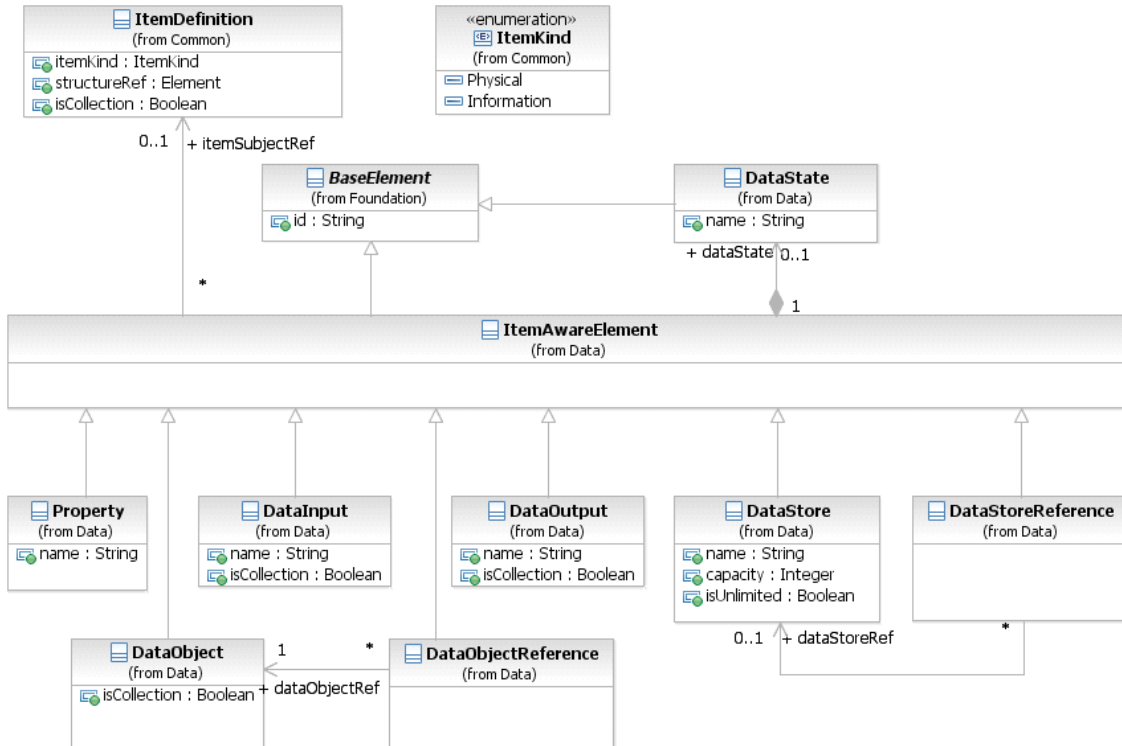 ItemDefinition
(from Common)
itemKind : ItemKind
structureRef : Element
isCollection : Boolean
«enumeration»
ItemKind
(from Common)
Physical
Information
0..1
+ itemSubjectRef
*
BaseElement
(from Foundation)
id : String
DataState
(from Data)
name : String
+ dataState
0..1
1
ItemAwareElement
(from Data)
Property
(from Data)
name : String
DataInput
(from Data)
name : String
isCollection : Boolean
DataOutput
(from Data)
name : String
isCollection : Boolean
DataStore
(from Data)
name : String
capacity : Integer
isUnlimited : Boolean
DataStoreReference
(from Data)
0..1
+ dataStoreRef
*
DataObject
(from Data)
isCollection : Boolean
1
*
+ dataObjectRef
DataObjectReference
(from Data)